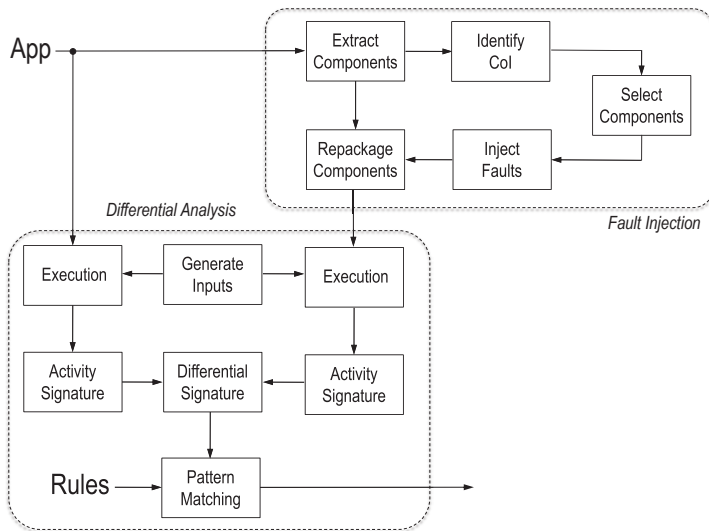 App
Extract
Components
Identify
CoI
Select
Components
Repackage
Components
Inject
Faults
Differential Analysis
Fault Injection
Execution
Generate
Inputs
Execution
Activity
Signature
Differential
Signature
Activity
Signature
Rules
Pattern
Matching